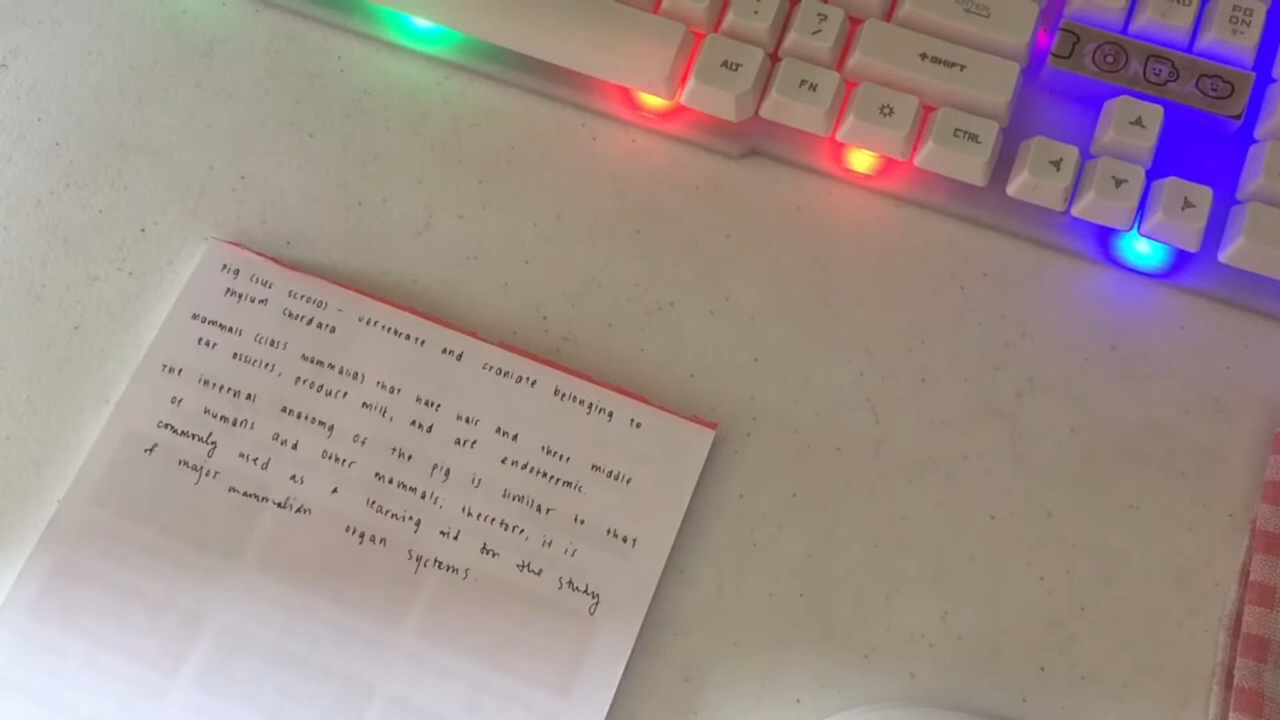 ENTER
PG DN
? /
SHIFT
ALT
FN
CTRL
Pig (sus scrofa) - vertebrate and craniate belonging to
Phylum Chordata
Mammals (class mammalia) that have hair and three middle
ear ossicles, produce milk, and are endothermic.
The internal anatomy of the pig is similar to that
of humans and other mammals; therefore, it is
commonly used as a learning aid for the study
of major mammalian organ systems.